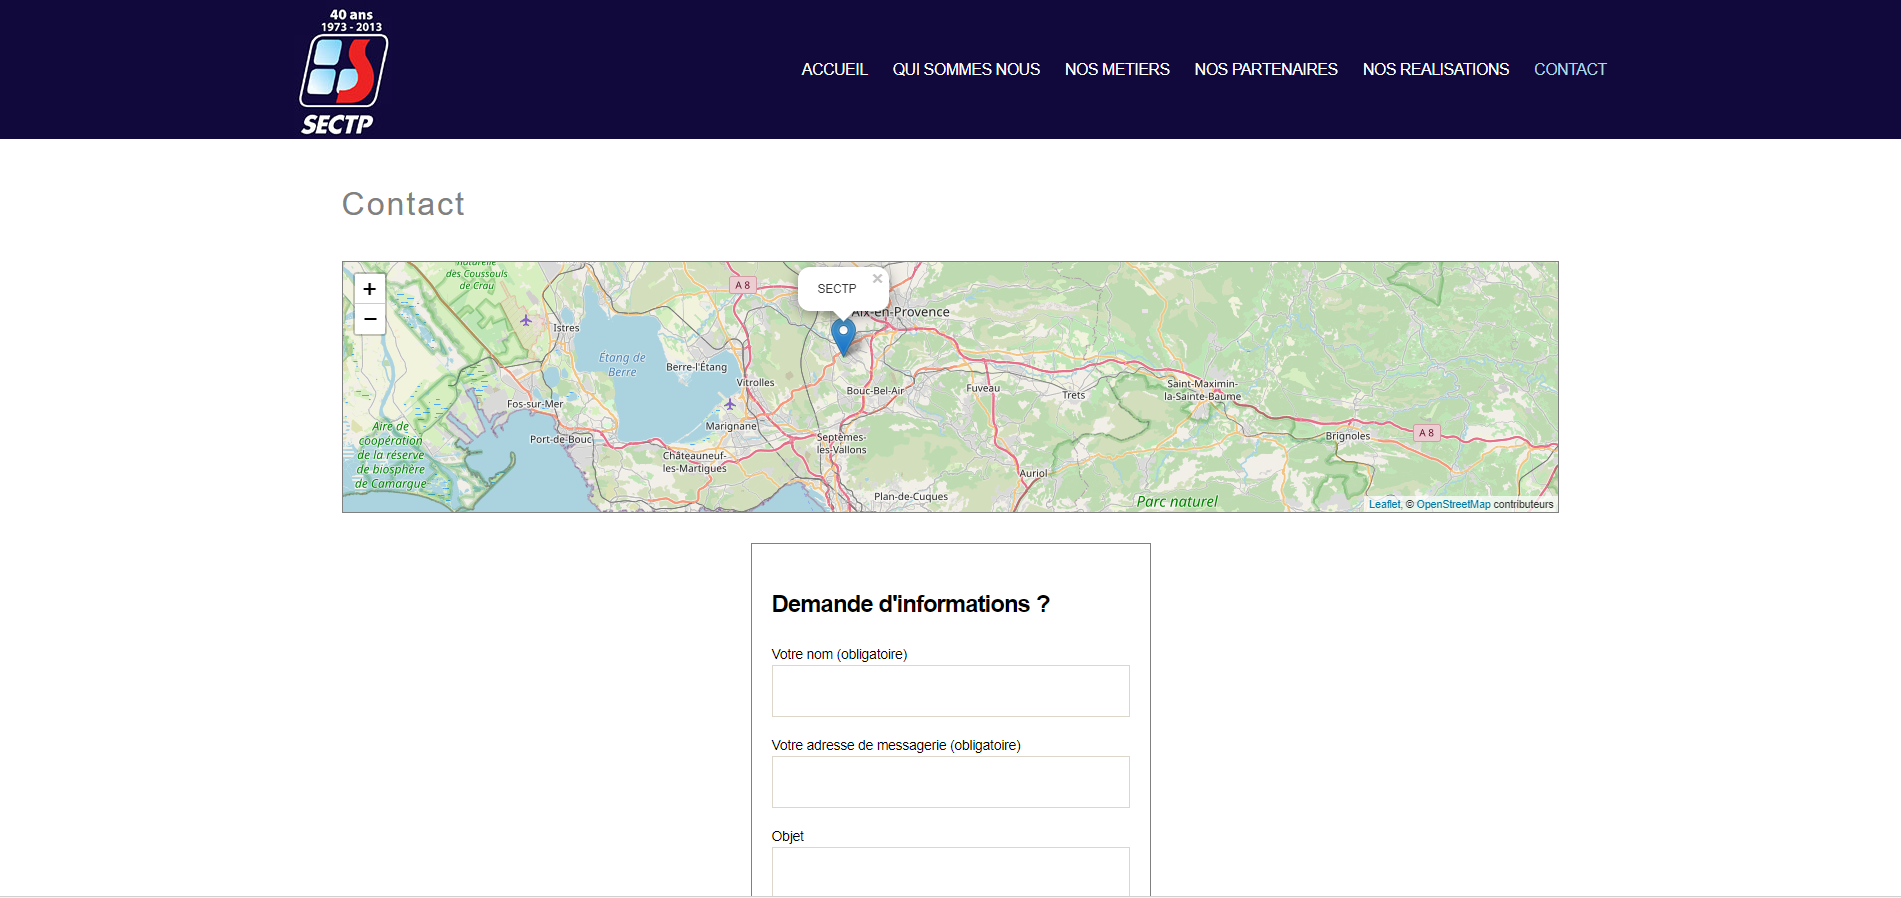 40 ans
1973 - 2013
SECTP
ACCUEIL QUI SOMMES NOUS NOS METIERS NOS PARTENAIRES NOS REALISATIONS CONTACT
Contact
naturelle
des Coussouls
de Crau
+
−
A 8
SECTP
×
Aix-en-Provence
Istres
Étang de
Berre
Berre-l'Étang
Vitrolles
Bouc-Bel-Air
Fuveau
Trets
Saint-Maximin-
la-Sainte-Baume
Fos-sur-Mer
Marignane
Port-de-Bouc
Septèmes-
les-Vallons
Brignoles
A 8
Aire de
coopération
de la réserve
de biosphère
de Camargue
Châteauneuf-
les-Martigues
Auriol
Plan-de-Cuques
Parc naturel
Leaflet, © OpenStreetMap contributeurs
Demande d'informations ?
Votre nom (obligatoire)
Votre adresse de messagerie (obligatoire)
Objet